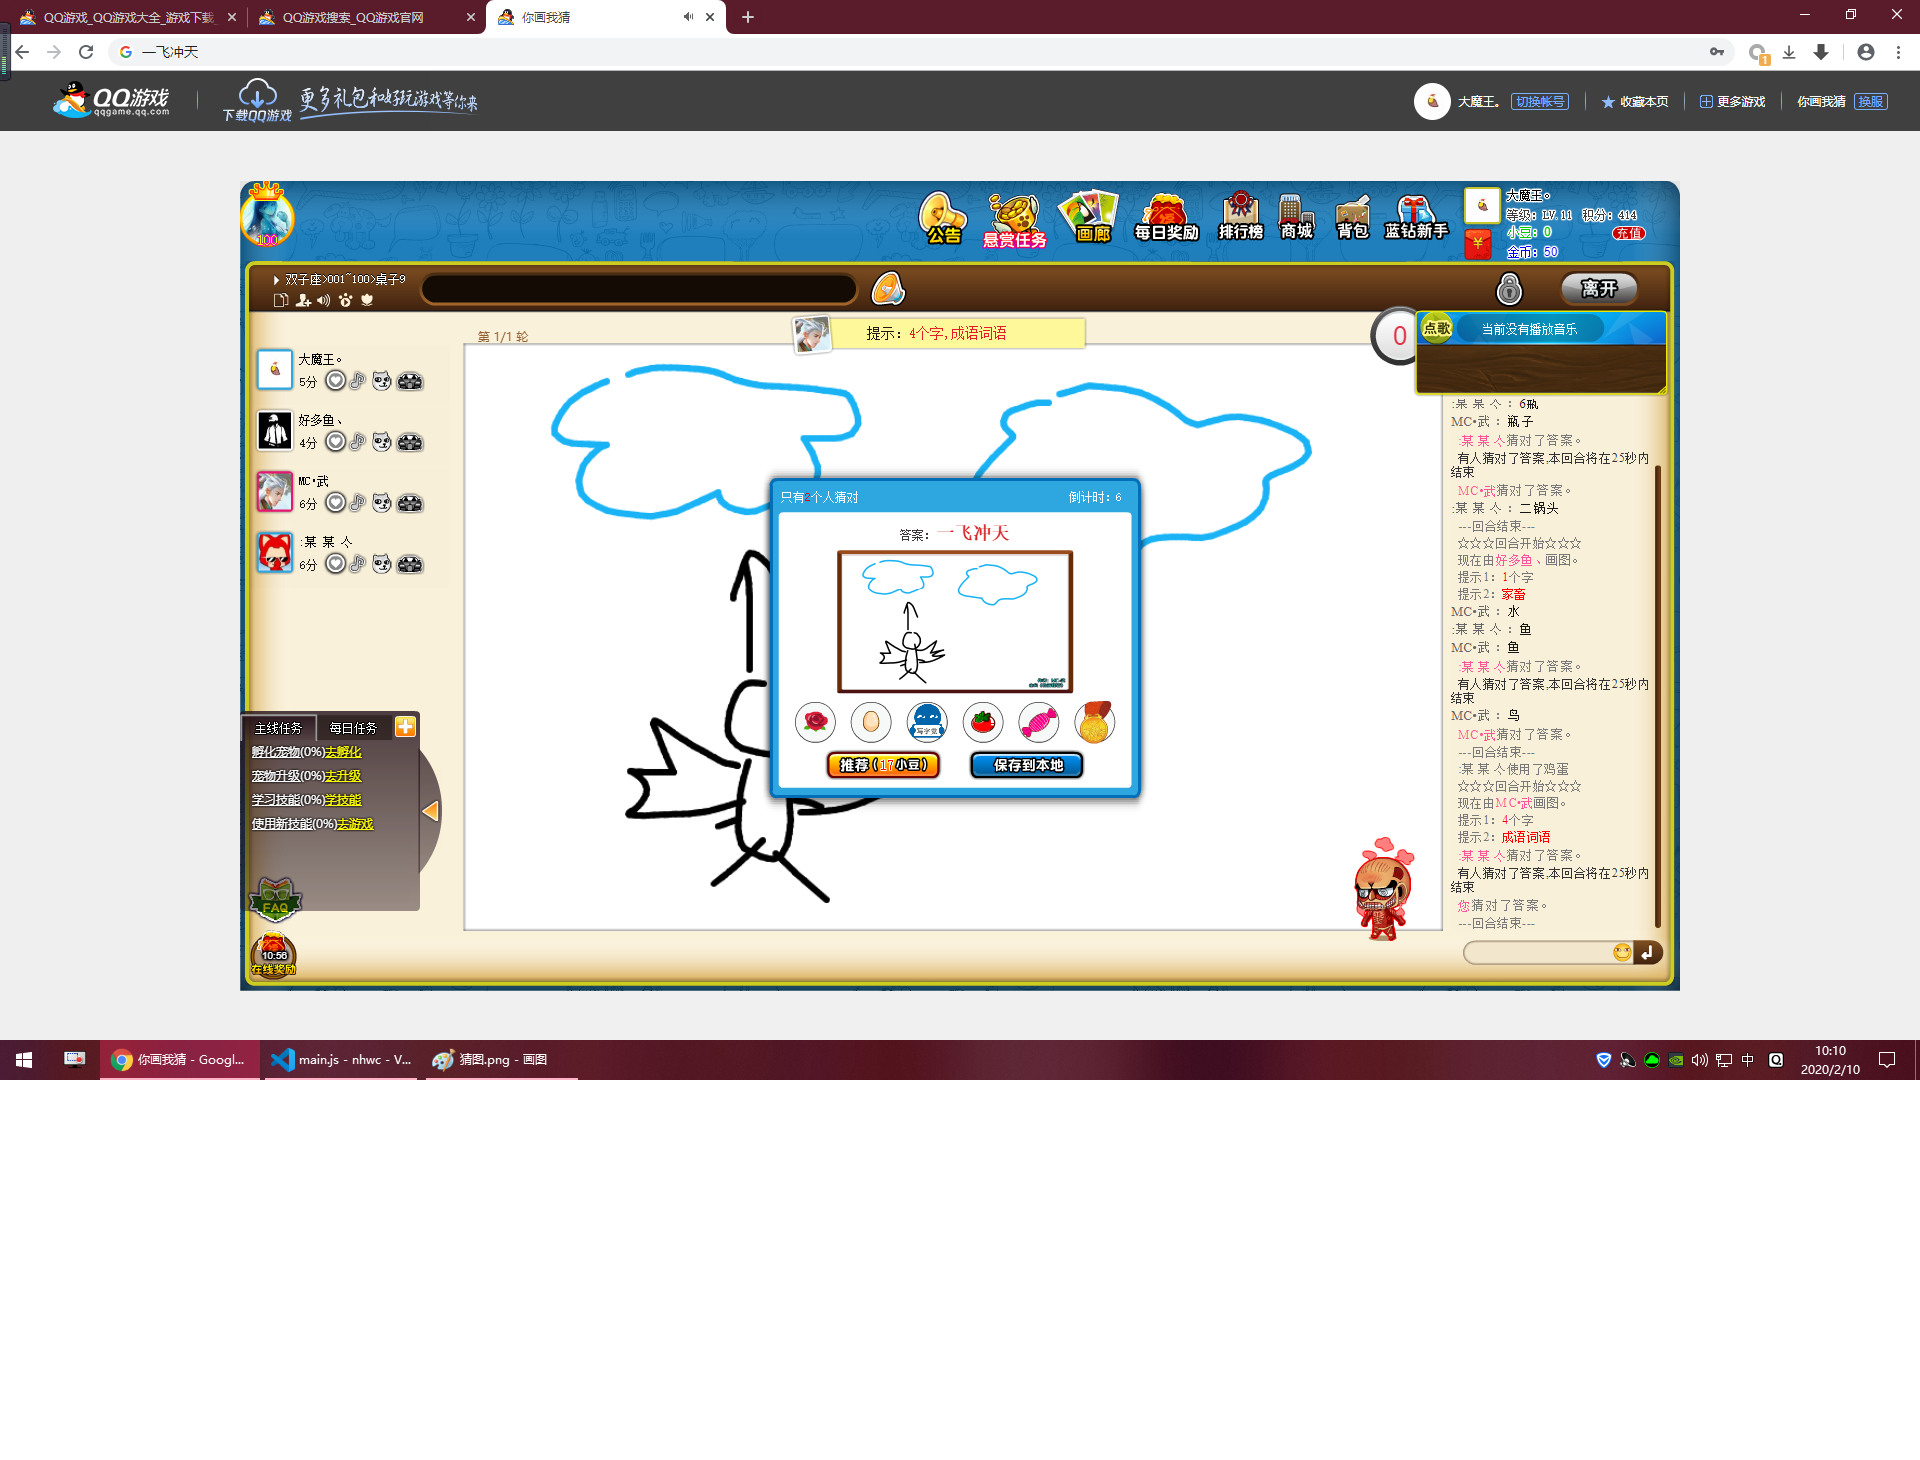 QQ游戏_QQ游戏大全_游戏下载_
QQ游戏搜索_QQ游戏官网
你画我猜
一飞冲天
QQ游戏
qqgame.qq.com
下载QQ游戏
更多礼包和好玩游戏等你来
大魔王。 切换帐号
收藏本页
更多游戏
你画我猜 换服
100
公告
悬赏任务
画廊
每日奖励
排行榜
商城
背包
蓝钻新手
大魔王。
等级: LV.11 积分: 414
小豆: 0 充值
金币: 50
双子座>001~100>桌子9
离开
第 1/1 轮
提示: 4个字,成语词语
0
点歌
当前没有播放音乐
大魔王。
5分
好多鱼、
4分
MC•武
6分
:某 某 亽
6分
只有2个人猜对
倒计时: 6
答案: 一飞冲天
写字党
推荐 (17小豆)
保存到本地
主线任务
每日任务
孵化宠物(0%)去孵化
宠物升级(0%)去升级
学习技能(0%)学技能
使用新技能(0%)去游戏
FAQ
10:56
在线奖励
:某 某 亽 : 6瓶
MC•武 : 瓶子
:某 某 亽猜对了答案。
有人猜对了答案,本回合将在25秒内
结束
MC•武猜对了答案。
:某 某 亽 : 二锅头
---回合结束---
☆☆☆回合开始☆☆☆
现在由好多鱼、画图。
提示1: 1个字
提示2: 家畜
MC•武 : 水
:某 某 亽 : 鱼
MC•武 : 鱼
:某 某 亽猜对了答案。
有人猜对了答案,本回合将在25秒内
结束
MC•武 : 鸟
MC•武猜对了答案。
---回合结束---
:某 某 亽使用了鸡蛋
☆☆☆回合开始☆☆☆
现在由MC•武画图。
提示1: 4个字
提示2: 成语词语
:某 某 亽猜对了答案。
有人猜对了答案,本回合将在25秒内
结束
您猜对了答案。
---回合结束---
你画我猜 - Googl...
main.js - nhwc - V...
猜图.png - 画图
中
10:10
2020/2/10